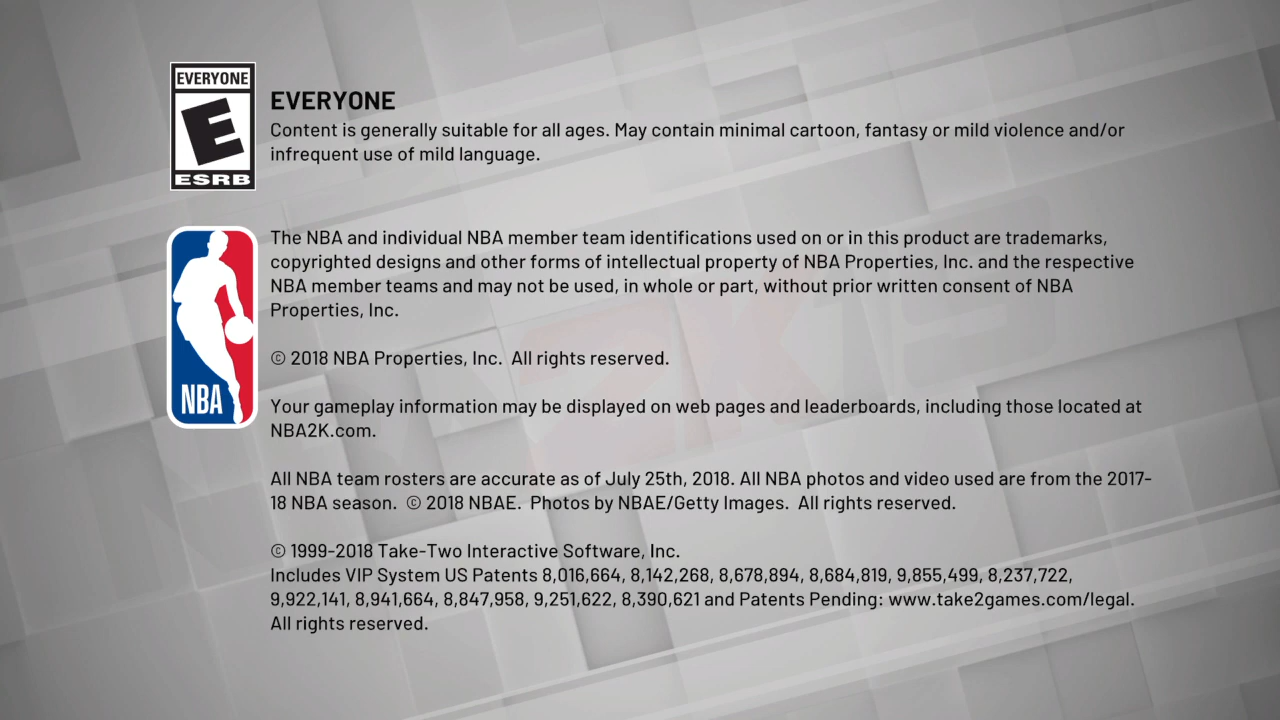 EVERYONE
E
ESRB
EVERYONE
Content is generally suitable for all ages. May contain minimal cartoon, fantasy or mild violence and/or
infrequent use of mild language.
NBA
The NBA and individual NBA member team identifications used on or in this product are trademarks,
copyrighted designs and other forms of intellectual property of NBA Properties, Inc. and the respective
NBA member teams and may not be used, in whole or part, without prior written consent of NBA
Properties, Inc.
© 2018 NBA Properties, Inc.  All rights reserved.
Your gameplay information may be displayed on web pages and leaderboards, including those located at
NBA2K.com.
All NBA team rosters are accurate as of July 25th, 2018. All NBA photos and video used are from the 2017-
18 NBA season.  © 2018 NBAE.  Photos by NBAE/Getty Images.  All rights reserved.
© 1999-2018 Take-Two Interactive Software, Inc.
Includes VIP System US Patents 8,016,664, 8,142,268, 8,678,894, 8,684,819, 9,855,499, 8,237,722,
9,922,141, 8,941,664, 8,847,958, 9,251,622, 8,390,621 and Patents Pending: www.take2games.com/legal.
All rights reserved.
NBA 2K19